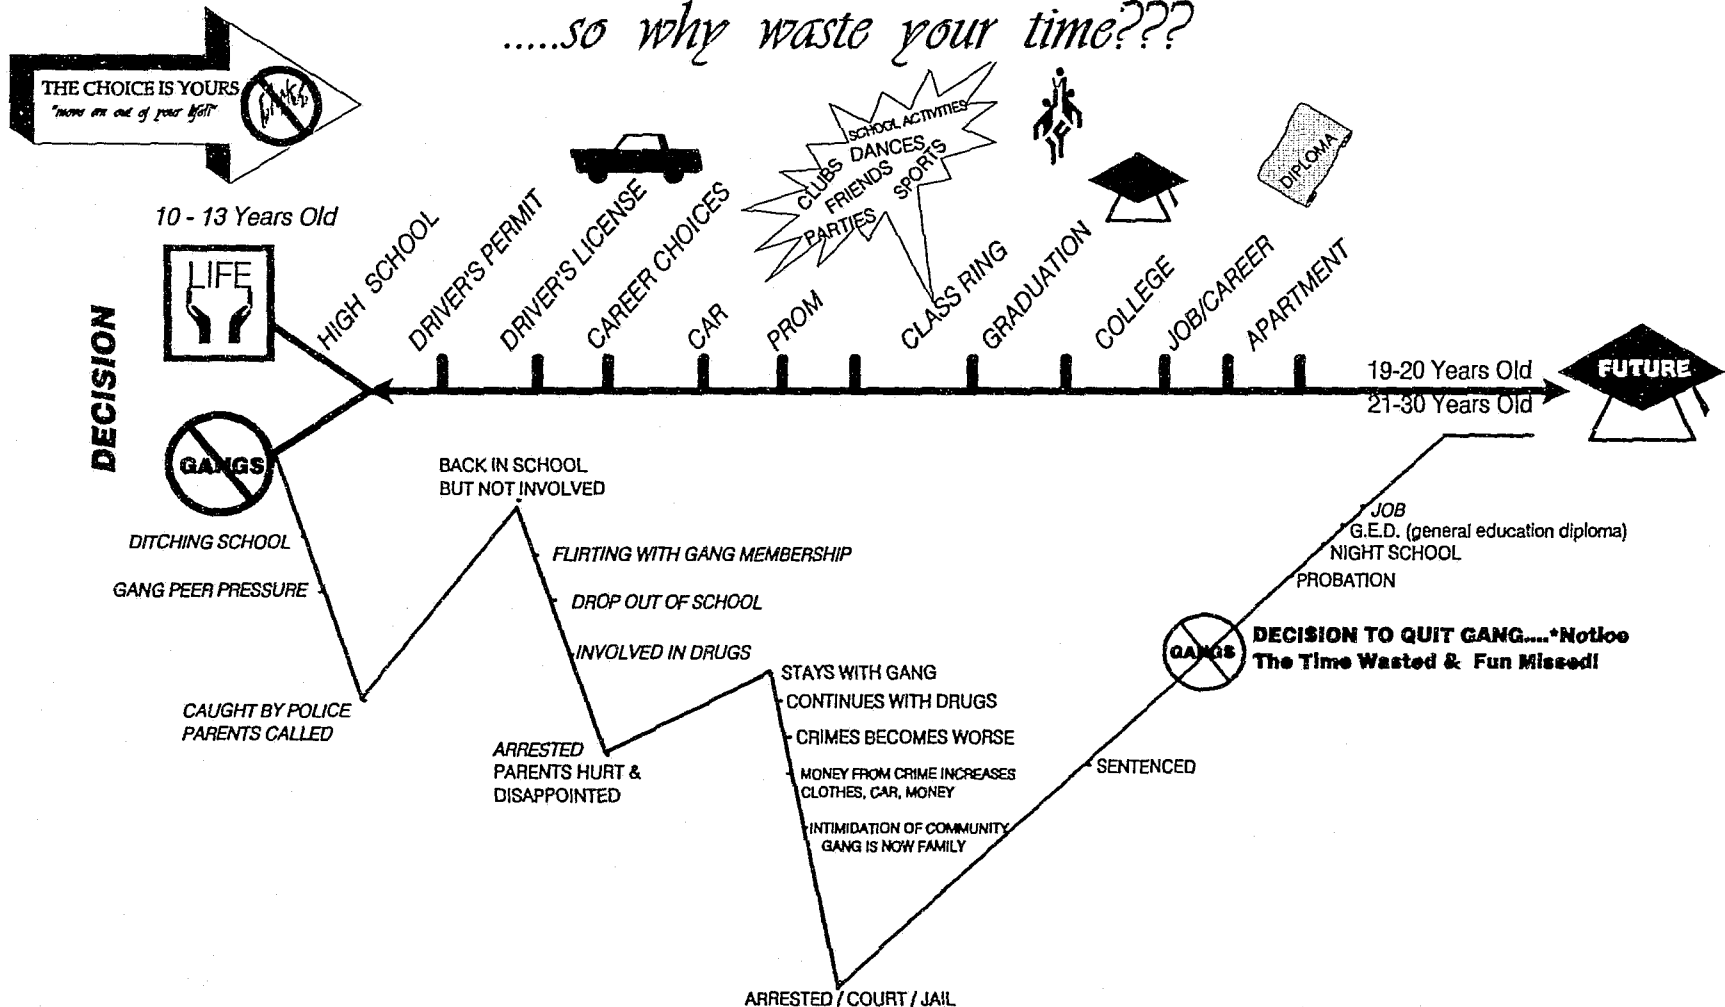 .....so why waste your time???
THE CHOICE IS YOURS
"move em out of your life!!"
10 - 13 Years Old
LIFE
DECISION
GANGS
HIGH SCHOOL
DRIVER'S PERMIT
DRIVER'S LICENSE
CAREER CHOICES
CAR
PROM
SCHOOL ACTIVITIES
DANCES
CLUBS
FRIENDS
SPORTS
PARTIES
CLASS RING
GRADUATION
COLLEGE
JOB/CAREER
APARTMENT
DIPLOMA
19-20 Years Old
21-30 Years Old
FUTURE
DITCHING SCHOOL
GANG PEER PRESSURE
CAUGHT BY POLICE
PARENTS CALLED
BACK IN SCHOOL
BUT NOT INVOLVED
FLIRTING WITH GANG MEMBERSHIP
DROP OUT OF SCHOOL
INVOLVED IN DRUGS
ARRESTED
PARENTS HURT &
DISAPPOINTED
STAYS WITH GANG
CONTINUES WITH DRUGS
CRIMES BECOMES WORSE
MONEY FROM CRIME INCREASES
CLOTHES, CAR, MONEY
INTIMIDATION OF COMMUNITY
GANG IS NOW FAMILY
ARRESTED / COURT / JAIL
SENTENCED
GANGS
DECISION TO QUIT GANG....*Notice
The Time Wasted & Fun Missed!
PROBATION
NIGHT SCHOOL
G.E.D. (general education diploma)
JOB